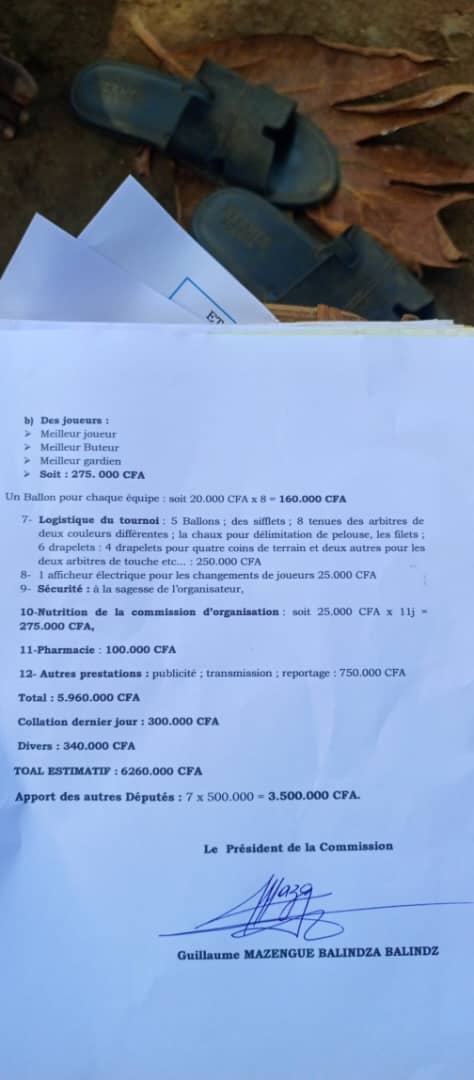 ET
b) Des joueurs :
➢ Meilleur joueur
➢ Meilleur Buteur
➢ Meilleur gardien
➢ Soit : 275. 000 CFA
Un Ballon pour chaque équipe : soit 20.000 CFA x 8 = 160.000 CFA
7- Logistique du tournoi : 5 Ballons ; des sifflets ; 8 tenues des arbitres de
deux couleurs différentes ; la chaux pour délimitation de pelouse, les filets ;
6 drapelets : 4 drapelets pour quatre coins de terrain et deux autres pour les
deux arbitres de touche etc... : 250.000 CFA
8- 1 afficheur électrique pour les changements de joueurs 25.000 CFA
9- Sécurité : à la sagesse de l'organisateur,
10-Nutrition de la commission d'organisation : soit 25.000 CFA x 11j =
275.000 CFA,
11-Pharmacie : 100.000 CFA
12- Autres prestations : publicité ; transmission ; reportage : 750.000 CFA
Total : 5.960.000 CFA
Collation dernier jour : 300.000 CFA
Divers : 340.000 CFA
TOAL ESTIMATIF : 6260.000 CFA
Apport des autres Députés : 7 x 500.000 = 3.500.000 CFA.
Le Président de la Commission
Guillaume MAZENGUE BALINDZA BALINDZ